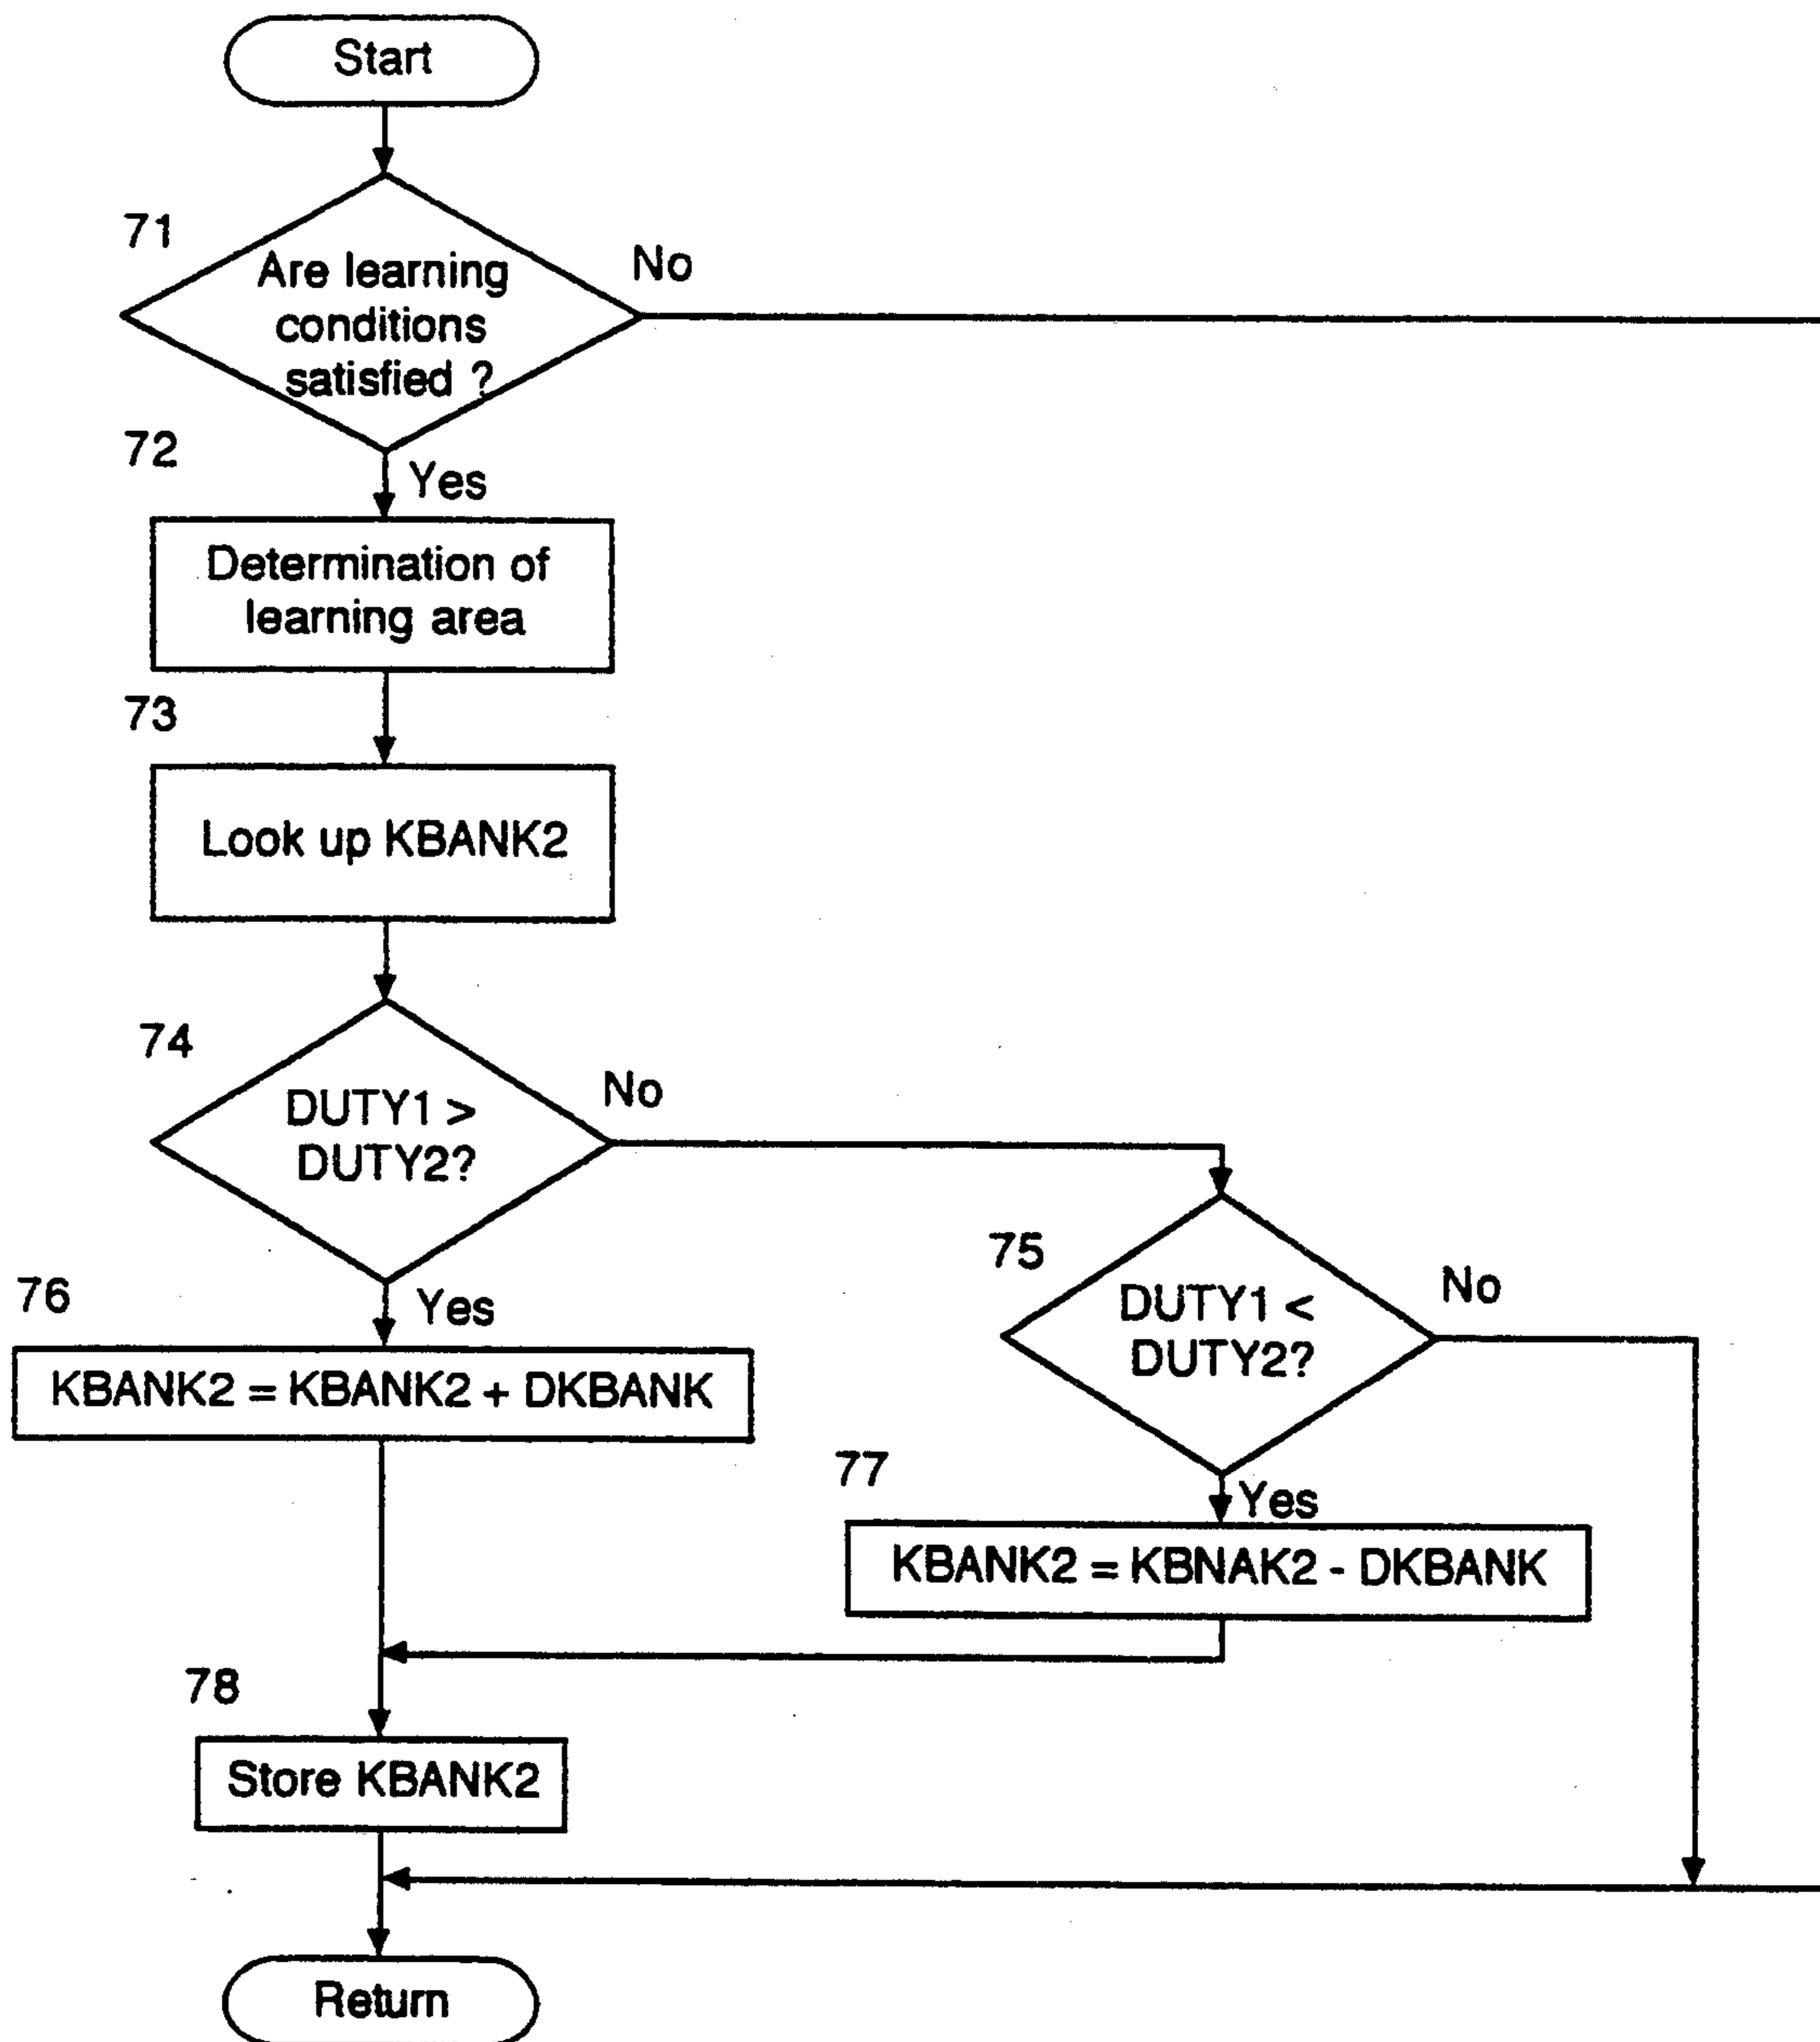 Start
71
Are learning
conditions
satisfied ?
No
72
Yes
Determination of
learning area
73
Look up KBANK2
74
DUTY1 >
DUTY2?
No
75
DUTY1 <
DUTY2?
No
76
Yes
KBANK2 = KBANK2 + DKBANK
77
Yes
KBANK2 = KBNAK2 - DKBANK
78
Store KBANK2
Return